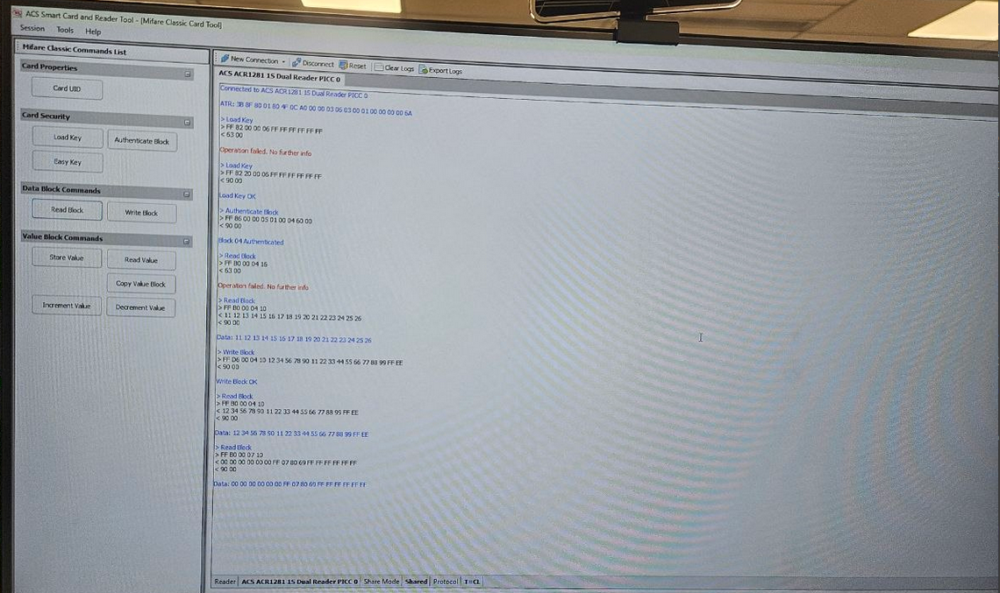 ACS Smart Card and Reader Tool - [Mifare Classic Card Tool]
Session Tools Help
Mifare Classic Commands List
Card Properties
Card UID
Card Security
Load Key
Authenticate Block
Easy Key
Data Block Commands
Read Block
Write Block
Value Block Commands
Store Value
Read Value
Copy Value Block
Increment Value
Decrement Value
New Connection Disconnect Reset Clear Logs Export Logs
ACS ACR1281 1S Dual Reader PICC 0
Connected to ACS ACR1281 1S Dual Reader PICC 0
ATR: 3B 8F 80 01 80 4F 0C A0 00 00 03 06 03 00 01 00 00 00 00 6A
> Load Key
> FF 82 00 00 06 FF FF FF FF FF FF
< 63 00
Operation failed. No further info
> Load Key
> FF 82 20 00 06 FF FF FF FF FF FF
< 90 00
Load Key OK
> Authenticate Block
> FF 86 00 00 05 01 00 04 60 00
< 90 00
Block 04 Authenticated
> Read Block
> FF B0 00 04 16
< 63 00
Operation failed. No further info
> Read Block
> FF B0 00 04 10
< 11 12 13 14 15 16 17 18 19 20 21 22 23 24 25 26
< 90 00
Data: 11 12 13 14 15 16 17 18 19 20 21 22 23 24 25 26
> Write Block
> FF D6 00 04 10 12 34 56 78 90 11 22 33 44 55 66 77 88 99 FF EE
< 90 00
Write Block OK
> Read Block
> FF B0 00 04 10
< 12 34 56 78 90 11 22 33 44 55 66 77 88 99 FF EE
< 90 00
Data: 12 34 56 78 90 11 22 33 44 55 66 77 88 99 FF EE
> Read Block
> FF B0 00 07 10
< 00 00 00 00 00 00 FF 07 80 69 FF FF FF FF FF FF
< 90 00
Data: 00 00 00 00 00 00 FF 07 80 69 FF FF FF FF FF FF
Reader ACS ACR1281 1S Dual Reader PICC 0 Share Mode Shared Protocol T=CL